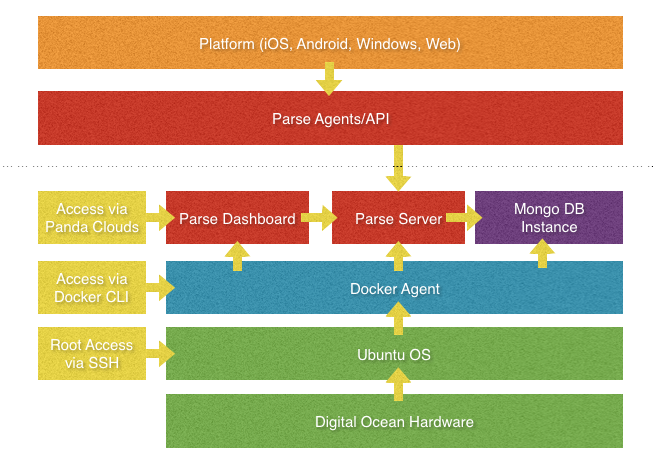 Platform (iOS, Android, Windows, Web)
Parse Agents/API
Access via
Panda Clouds
Parse Dashboard
Parse Server
Mongo DB
Instance
Access via
Docker CLI
Docker Agent
Root Access
via SSH
Ubuntu OS
Digital Ocean Hardware